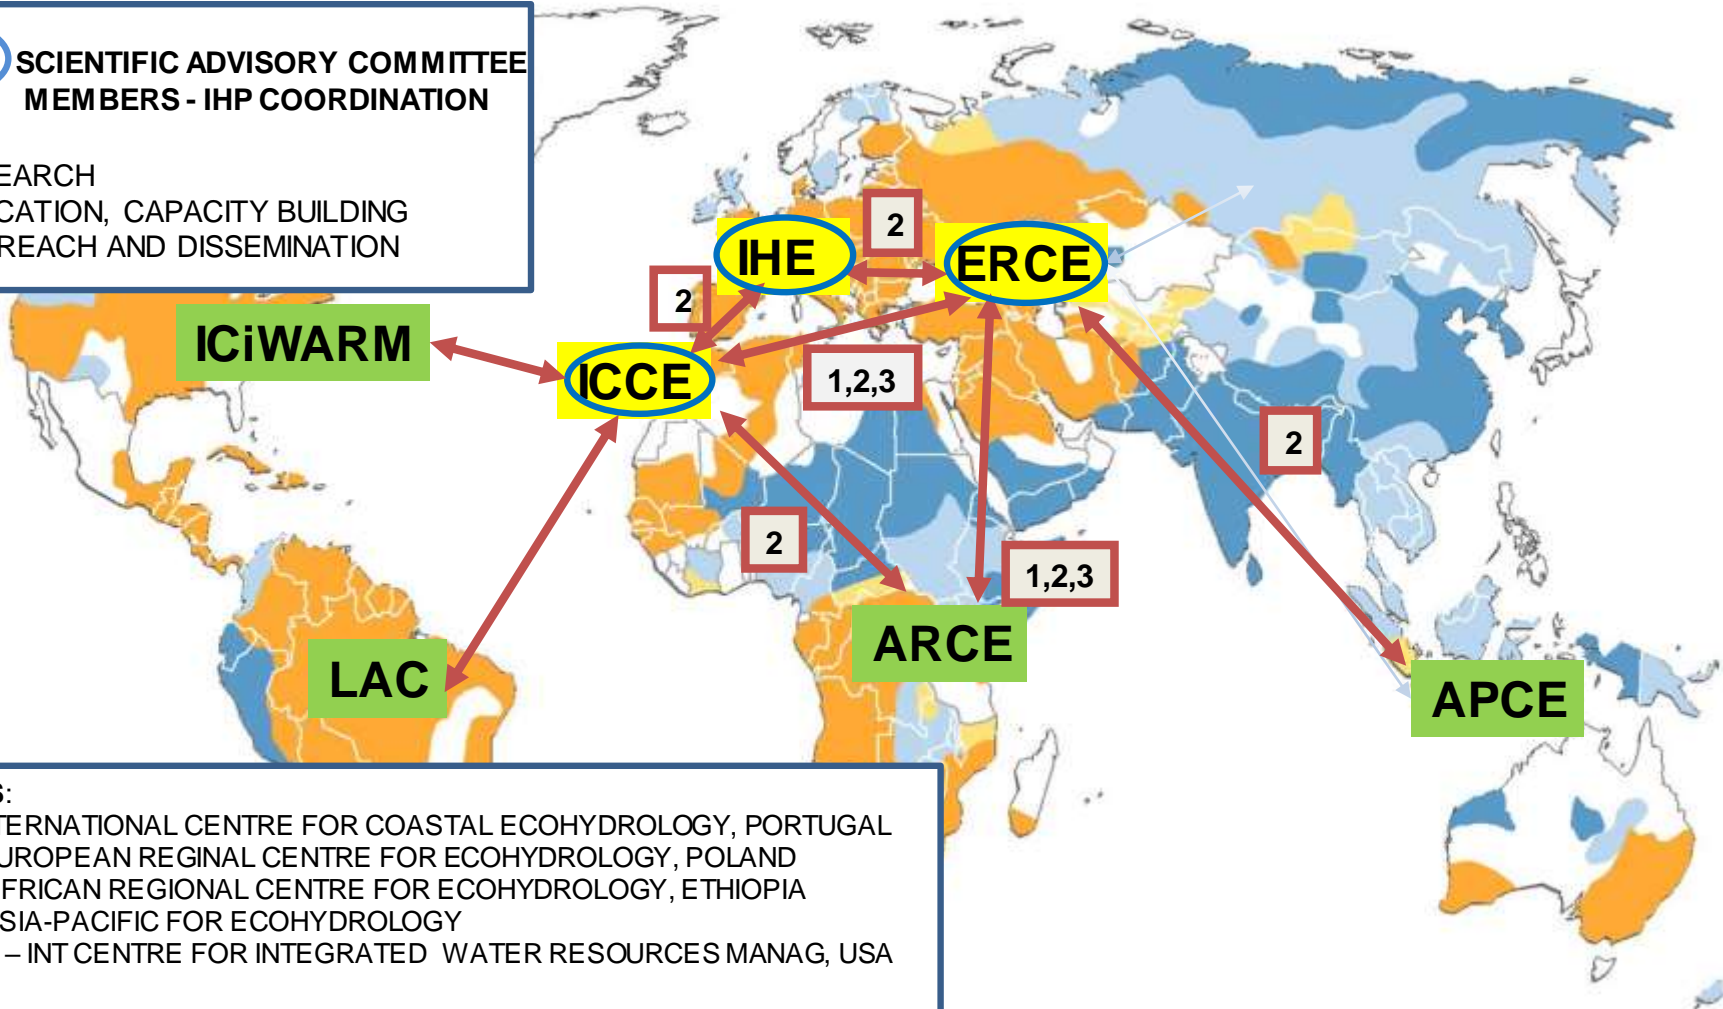 SCIENTIFIC ADVISORY COMMITTEE
MEMBERS - IHP COORDINATION
EARCH
CATION, CAPACITY BUILDING
REACH AND DISSEMINATION
2
IHE
ERCE
2
ICiWARM
ICCE
1,2,3
2
2
1,2,3
ARCE
LAC
APCE
S:
TERNATIONAL CENTRE FOR COASTAL ECOHYDROLOGY, PORTUGAL
UROPEAN REGINAL CENTRE FOR ECOHYDROLOGY, POLAND
FRICAN REGIONAL CENTRE FOR ECOHYDROLOGY, ETHIOPIA
SIA-PACIFIC FOR ECOHYDROLOGY
– INT CENTRE FOR INTEGRATED WATER RESOURCES MANAG, USA